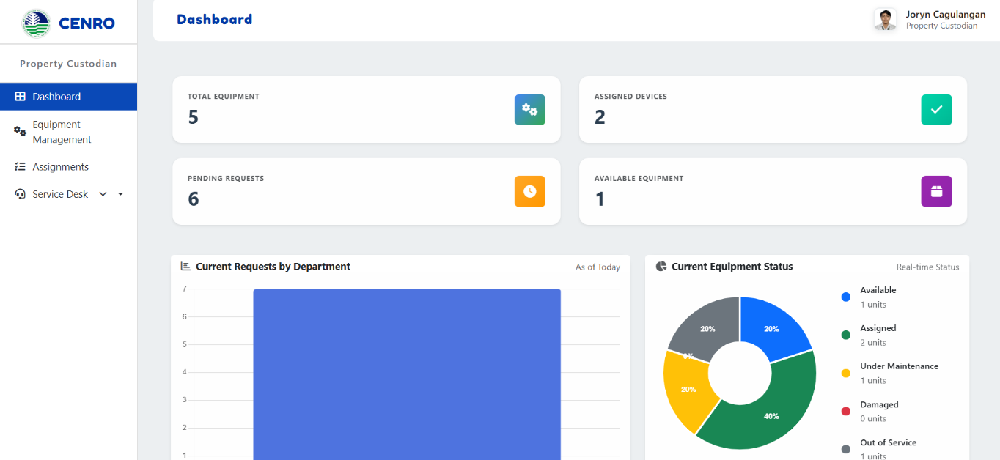 CENRO
Dashboard
Joryn Cagulangan
Property Custodian
Property Custodian
Dashboard
Equipment
Management
Assignments
Service Desk
TOTAL EQUIPMENT
5
ASSIGNED DEVICES
2
PENDING REQUESTS
6
AVAILABLE EQUIPMENT
1
Current Requests by Department
As of Today
7
6
5
4
3
2
1
Current Equipment Status
Real-time Status
20%
20%
0%
20%
40%
Available
1 units
Assigned
2 units
Under Maintenance
1 units
Damaged
0 units
Out of Service
1 units